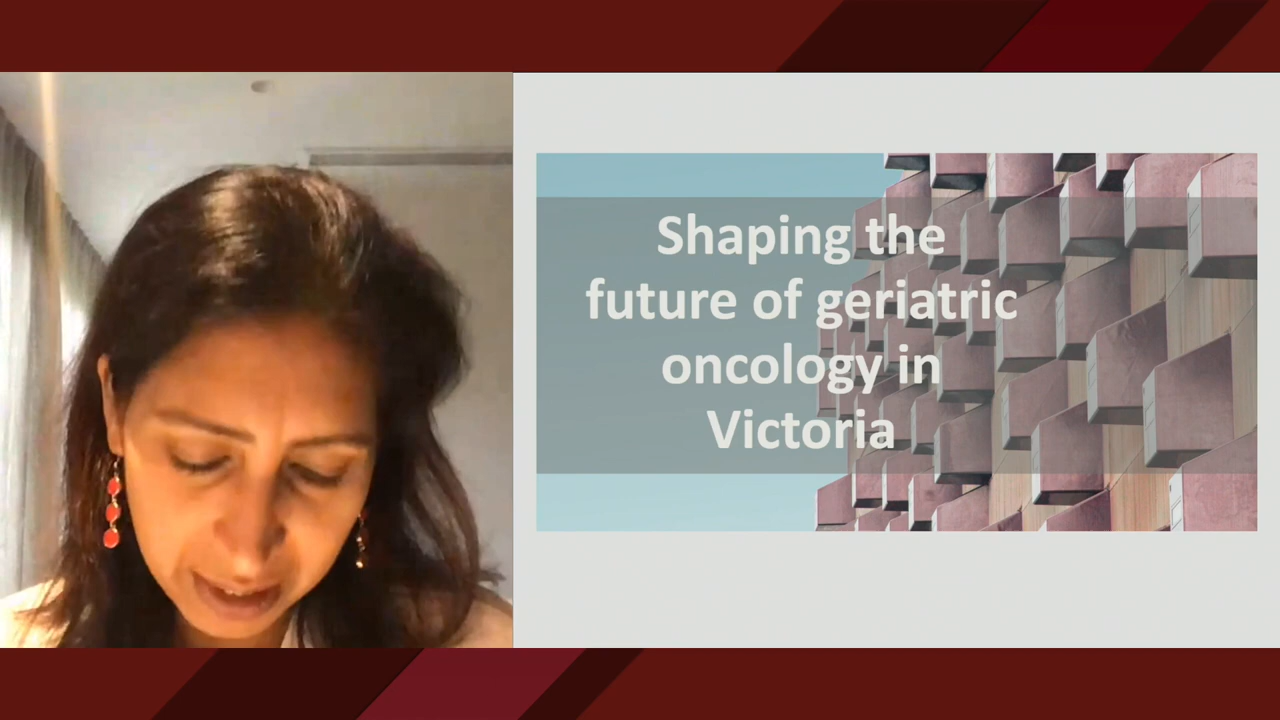 Shaping the
future of geriatric
oncology in
Victoria